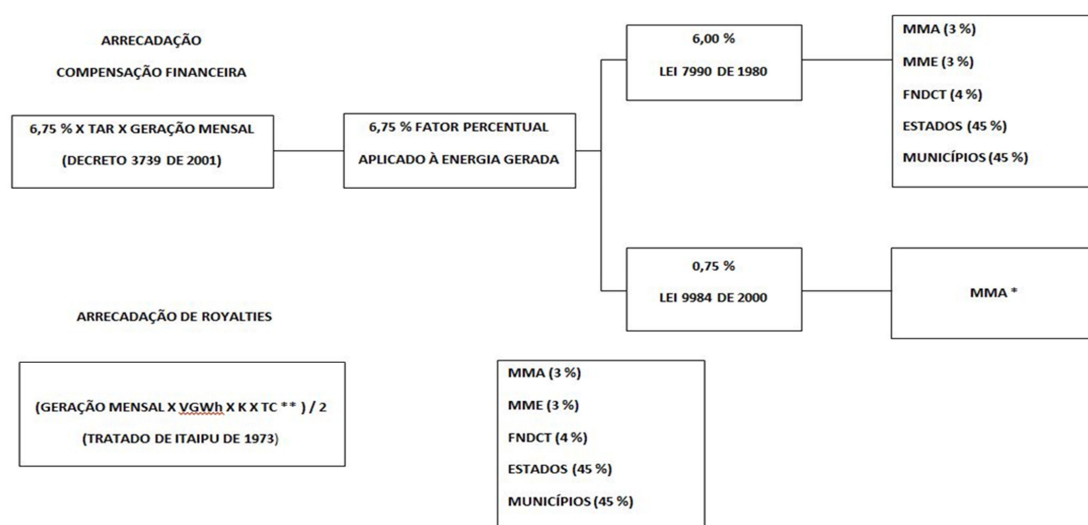 ARRECADAÇÃO
COMPENSAÇÃO FINANCEIRA
6,75 % X TAR X GERAÇÃO MENSAL
(DECRETO 3739 DE 2001)
6,75 % FATOR PERCENTUAL
APLICADO À ENERGIA GERADA
6,00 %
LEI 7990 DE 1980
MMA (3 %)
MME (3 %)
FNDCT (4 %)
ESTADOS (45 %)
MUNICÍPIOS (45 %)
0,75 %
LEI 9984 DE 2000
MMA *
ARRECADAÇÃO DE ROYALTIES
(GERAÇÃO MENSAL X VGWh X K X TC ** ) / 2
(TRATADO DE ITAIPU DE 1973)
MMA (3 %)
MME (3 %)
FNDCT (4 %)
ESTADOS (45 %)
MUNICÍPIOS (45 %)